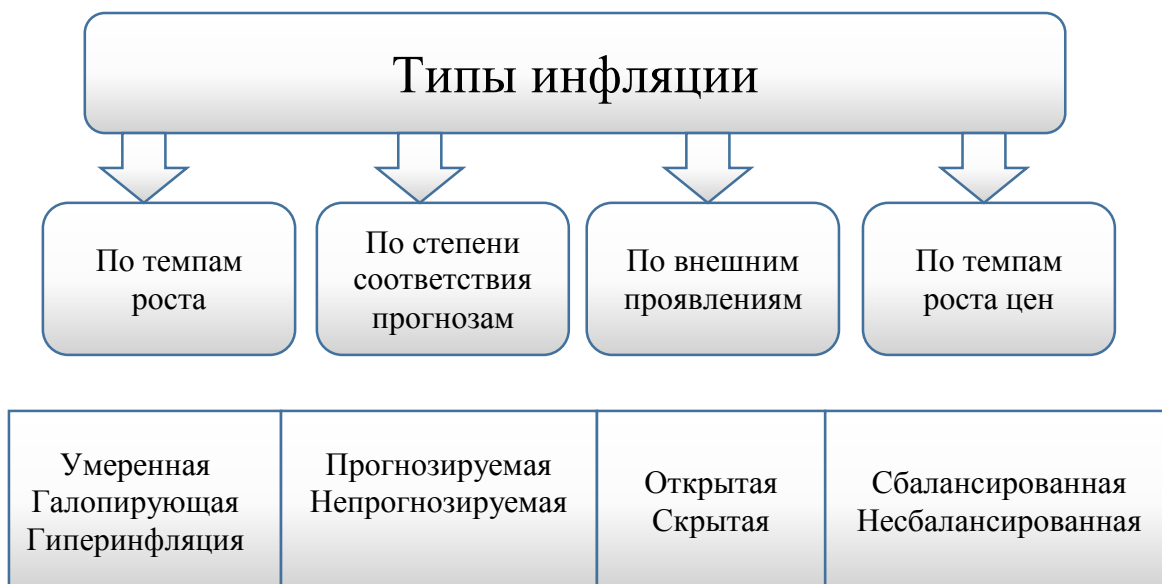 Типы инфляции
По темпам
роста
По степени
соответствия
прогнозам
По внешним
проявлениям
По темпам
роста цен
Умеренная
Галопирующая
Гиперинфляция
Прогнозируемая
Непрогнозируемая
Открытая
Скрытая
Сбалансированная
Несбалансированная